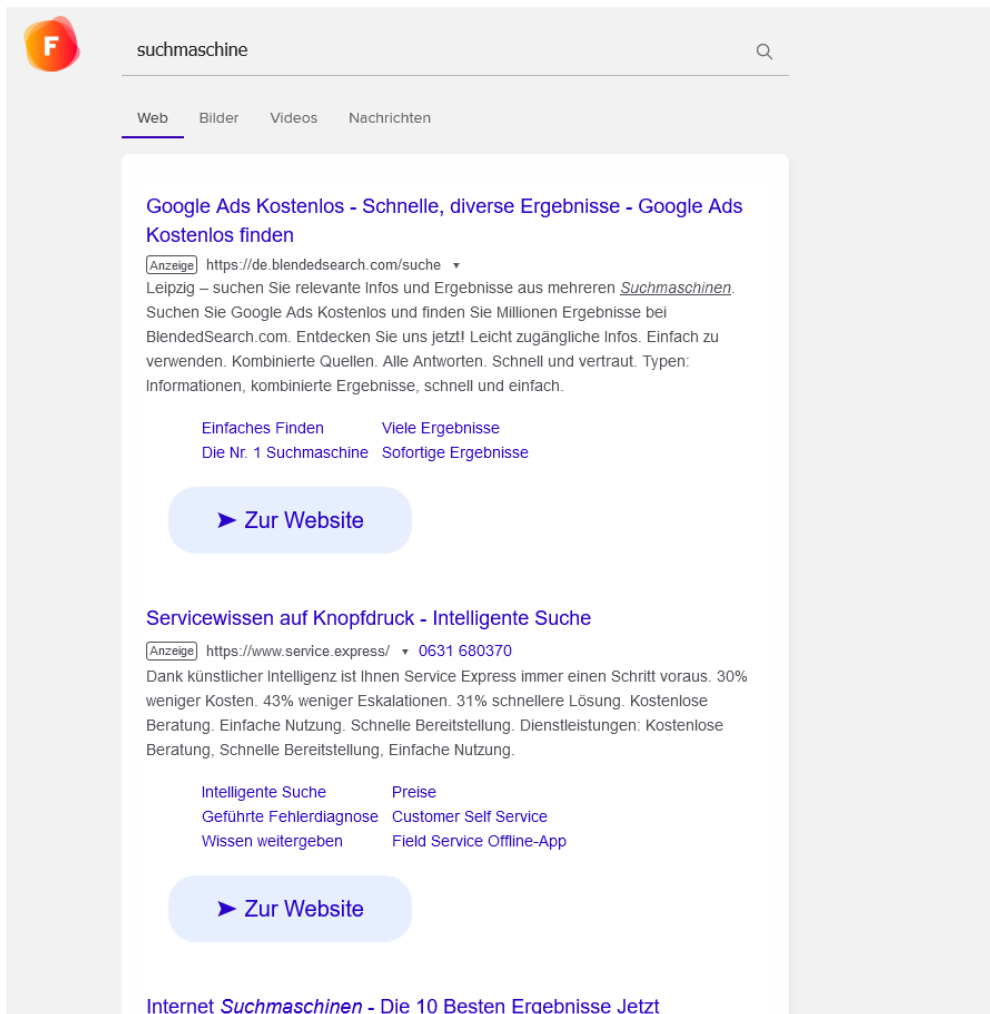 F
suchmaschine
Web Bilder Videos Nachrichten
Google Ads Kostenlos - Schnelle, diverse Ergebnisse - Google Ads
Kostenlos finden
Anzeige https://de.blendedsearch.com/suche
Leipzig – suchen Sie relevante Infos und Ergebnisse aus mehreren Suchmaschinen.
Suchen Sie Google Ads Kostenlos und finden Sie Millionen Ergebnisse bei
BlendedSearch.com. Entdecken Sie uns jetzt! Leicht zugängliche Infos. Einfach zu
verwenden. Kombinierte Quellen. Alle Antworten. Schnell und vertraut. Typen:
Informationen, kombinierte Ergebnisse, schnell und einfach.
Einfaches Finden Viele Ergebnisse
Die Nr. 1 Suchmaschine Sofortige Ergebnisse
➤ Zur Website
Servicewissen auf Knopfdruck - Intelligente Suche
Anzeige https://www.service.express/ 0631 680370
Dank künstlicher Intelligenz ist Ihnen Service Express immer einen Schritt voraus. 30%
weniger Kosten. 43% weniger Eskalationen. 31% schnellere Lösung. Kostenlose
Beratung. Einfache Nutzung. Schnelle Bereitstellung. Dienstleistungen: Kostenlose
Beratung, Schnelle Bereitstellung, Einfache Nutzung.
Intelligente Suche Preise
Geführte Fehlerdiagnose Customer Self Service
Wissen weitergeben Field Service Offline-App
➤ Zur Website
Internet Suchmaschinen - Die 10 Besten Ergebnisse Jetzt